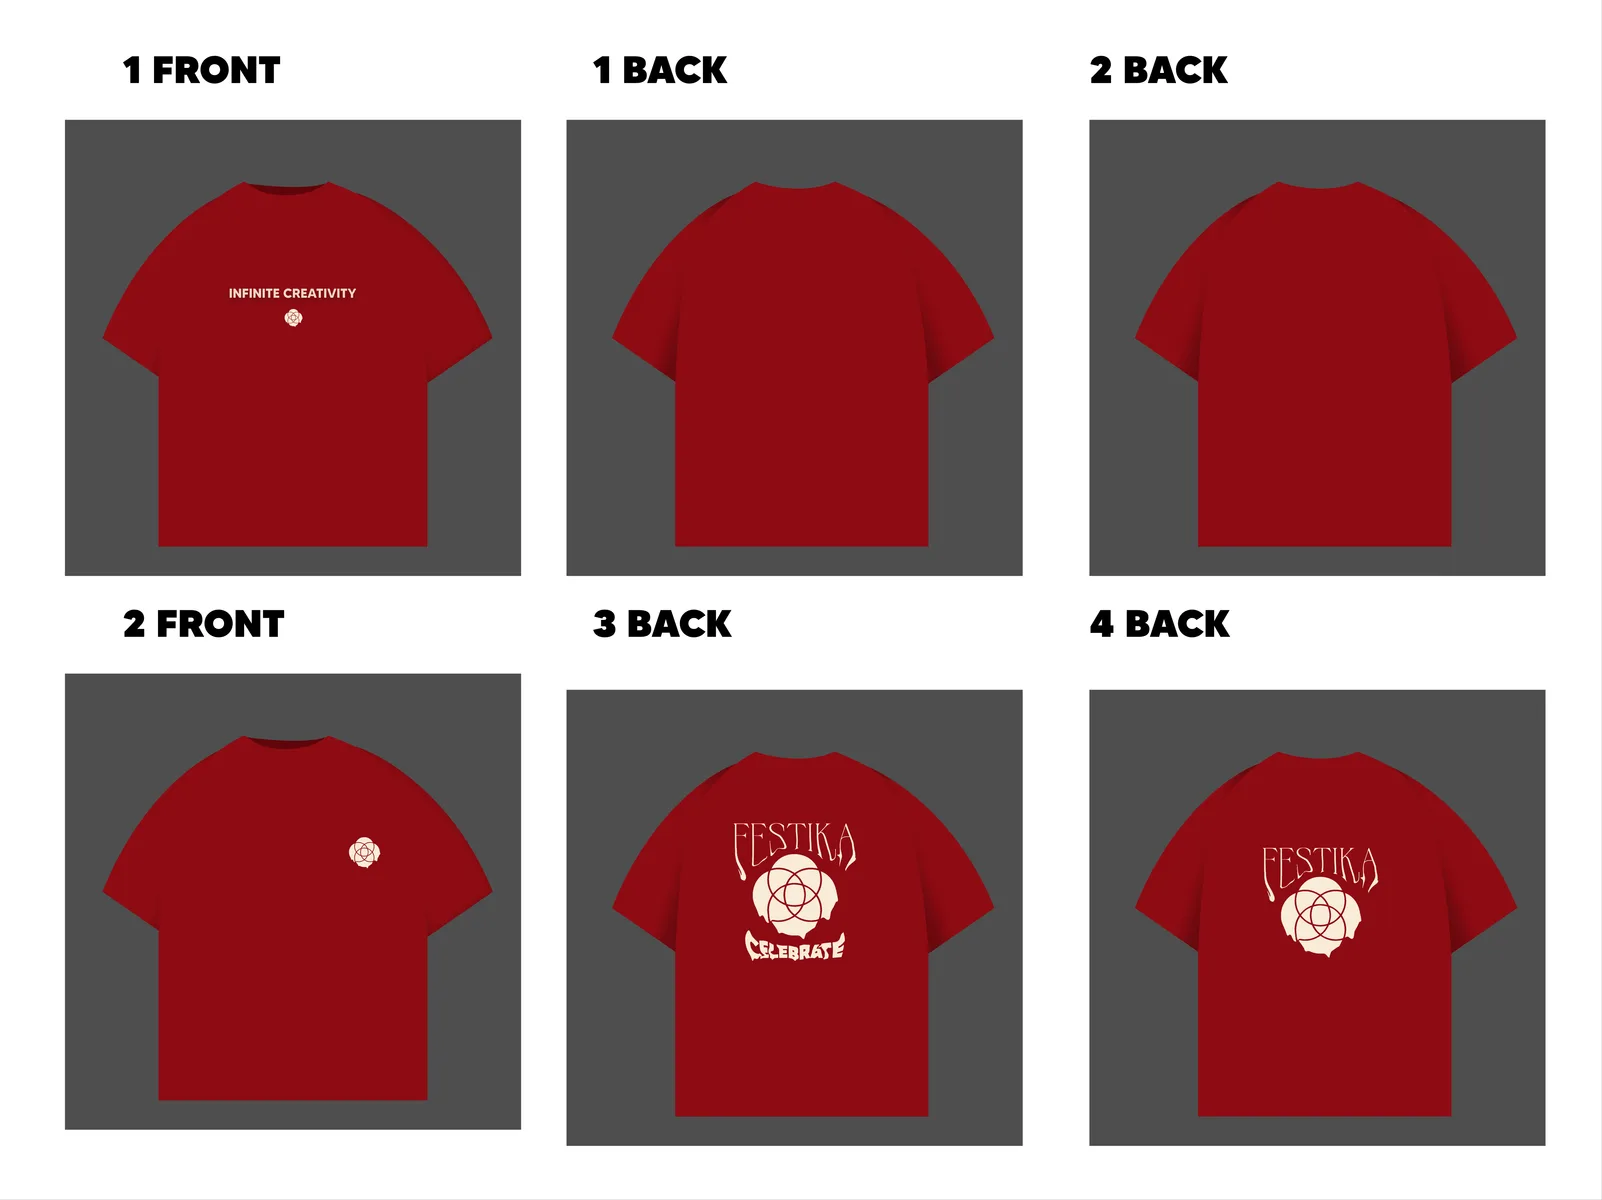 1 FRONT
1 BACK
2 BACK
INFINITE CREATIVITY
2 FRONT
3 BACK
4 BACK
FESTIKA
CELEBRATE
FESTIKA